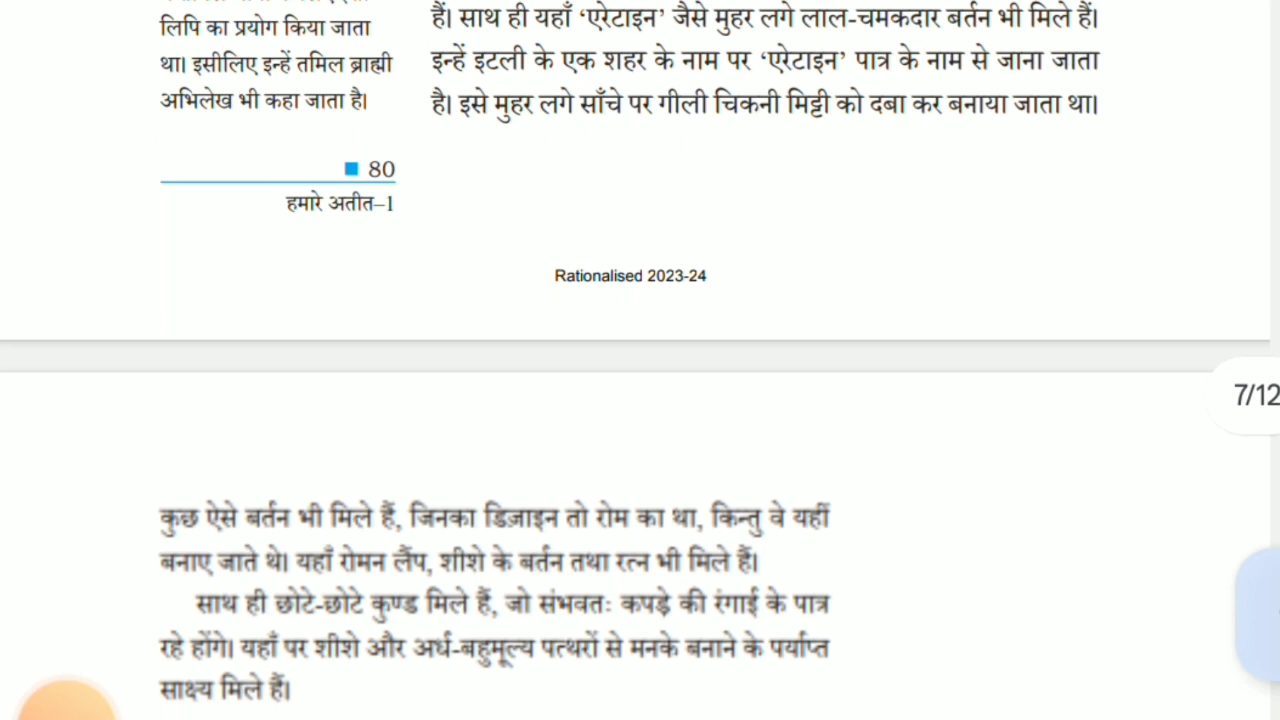 लिपि का प्रयोग किया जाता
था। इसीलिए इन्हें तमिल ब्राह्मी
अभिलेख भी कहा जाता है।
■ 80
हमारे अतीत–1
हैं। साथ ही यहाँ ‘एरेटाइन’ जैसे मुहर लगे लाल-चमकदार बर्तन भी मिले हैं।
इन्हें इटली के एक शहर के नाम पर ‘एरेटाइन’ पात्र के नाम से जाना जाता
है। इसे मुहर लगे साँचे पर गीली चिकनी मिट्टी को दबा कर बनाया जाता था।
Rationalised 2023-24
7/12
कुछ ऐसे बर्तन भी मिले हैं, जिनका डिज़ाइन तो रोम का था, किन्तु वे यहीं
बनाए जाते थे। यहाँ रोमन लैंप, शीशे के बर्तन तथा रत्न भी मिले हैं।
साथ ही छोटे-छोटे कुण्ड मिले हैं, जो संभवतः कपड़े की रंगाई के पात्र
रहे होंगे। यहाँ पर शीशे और अर्ध-बहुमूल्य पत्थरों से मनके बनाने के पर्याप्त
साक्ष्य मिले हैं।